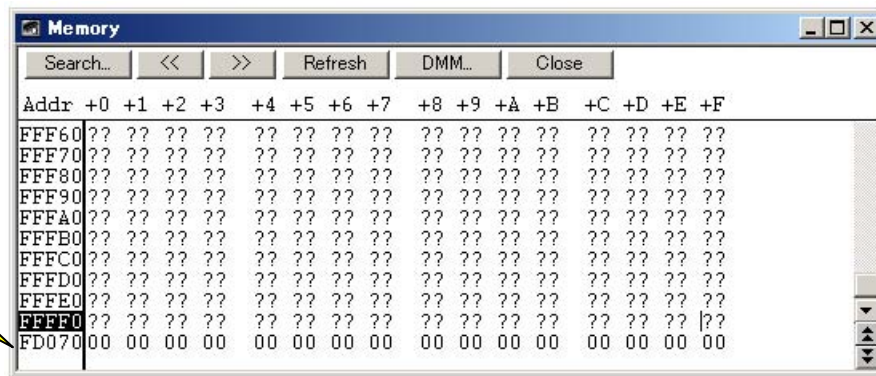 Memory
Search... << >> Refresh DMM... Close
Addr +0 +1 +2 +3 +4 +5 +6 +7 +8 +9 +A +B +C +D +E +F
FFF60 ?? ?? ?? ?? ?? ?? ?? ?? ?? ?? ?? ?? ?? ?? ?? ??
FFF70 ?? ?? ?? ?? ?? ?? ?? ?? ?? ?? ?? ?? ?? ?? ?? ??
FFF80 ?? ?? ?? ?? ?? ?? ?? ?? ?? ?? ?? ?? ?? ?? ?? ??
FFF90 ?? ?? ?? ?? ?? ?? ?? ?? ?? ?? ?? ?? ?? ?? ?? ??
FFFA0 ?? ?? ?? ?? ?? ?? ?? ?? ?? ?? ?? ?? ?? ?? ?? ??
FFFB0 ?? ?? ?? ?? ?? ?? ?? ?? ?? ?? ?? ?? ?? ?? ?? ??
FFFC0 ?? ?? ?? ?? ?? ?? ?? ?? ?? ?? ?? ?? ?? ?? ?? ??
FFFD0 ?? ?? ?? ?? ?? ?? ?? ?? ?? ?? ?? ?? ?? ?? ?? ??
FFFE0 ?? ?? ?? ?? ?? ?? ?? ?? ?? ?? ?? ?? ?? ?? ?? ??
FFFF0 ?? ?? ?? ?? ?? ?? ?? ?? ?? ?? ?? ?? ?? ?? ?? ??
FD070 00 00 00 00 00 00 00 00 00 00 00 00 00 00 00 00